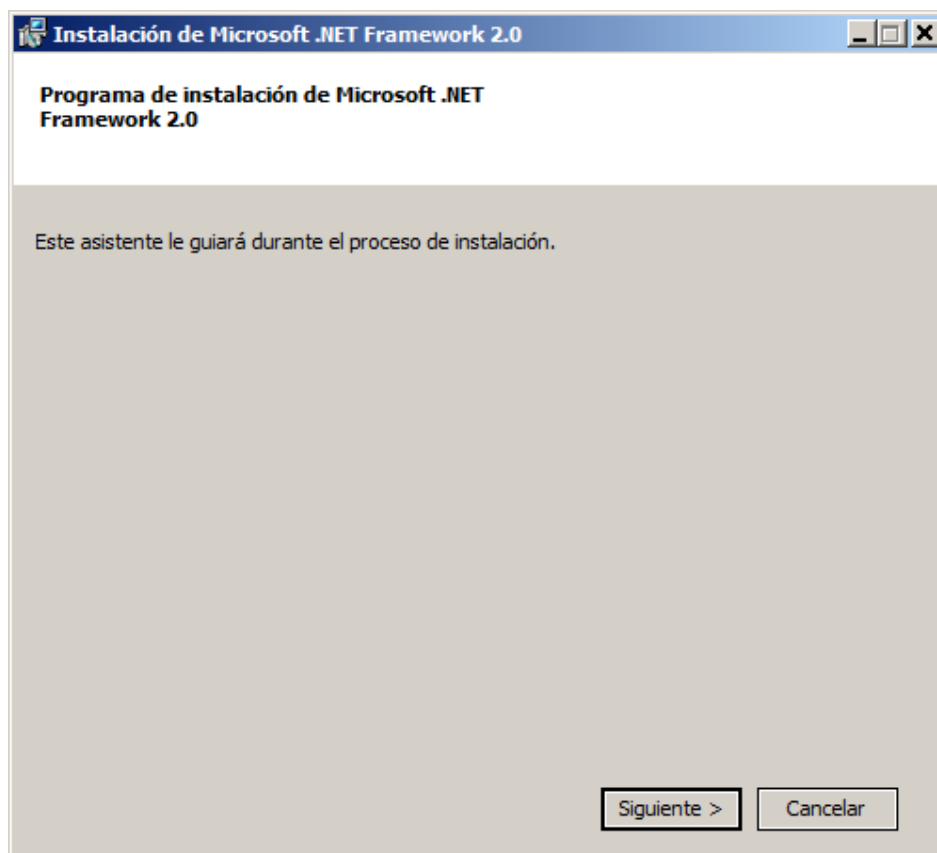 Instalación de Microsoft .NET Framework 2.0
Programa de instalación de Microsoft .NET
Framework 2.0
Este asistente le guiará durante el proceso de instalación.
Siguiente >
Cancelar